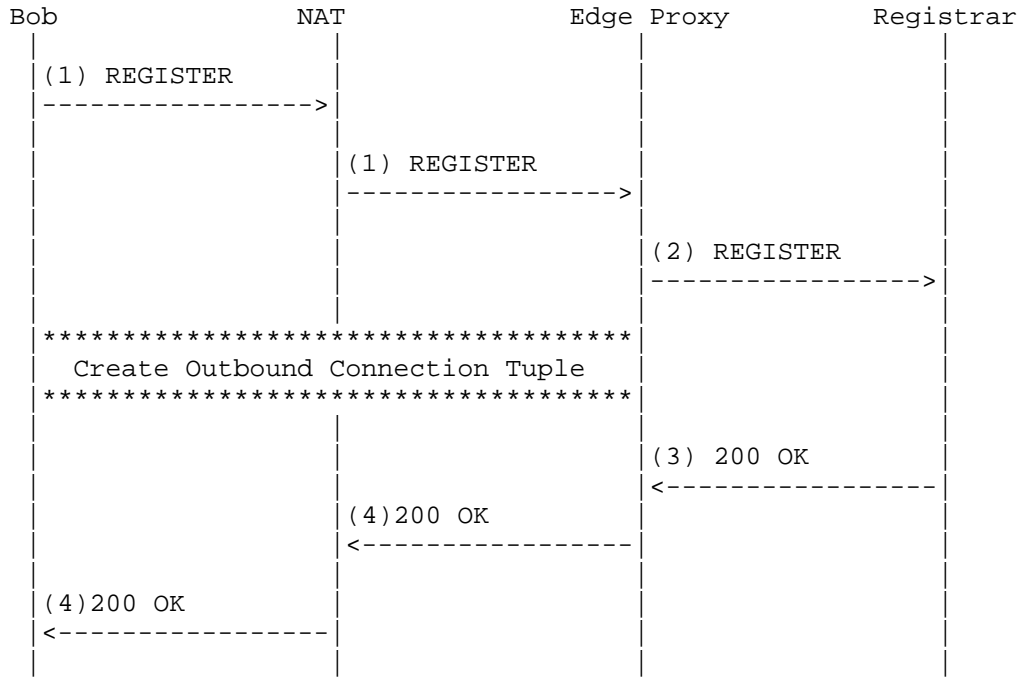 Bob NAT Edge Proxy Registrar
(1) REGISTER
(1) REGISTER
(2) REGISTER
*************************************
Create Outbound Connection Tuple
*************************************
(3) 200 OK
(4)200 OK
(4)200 OK